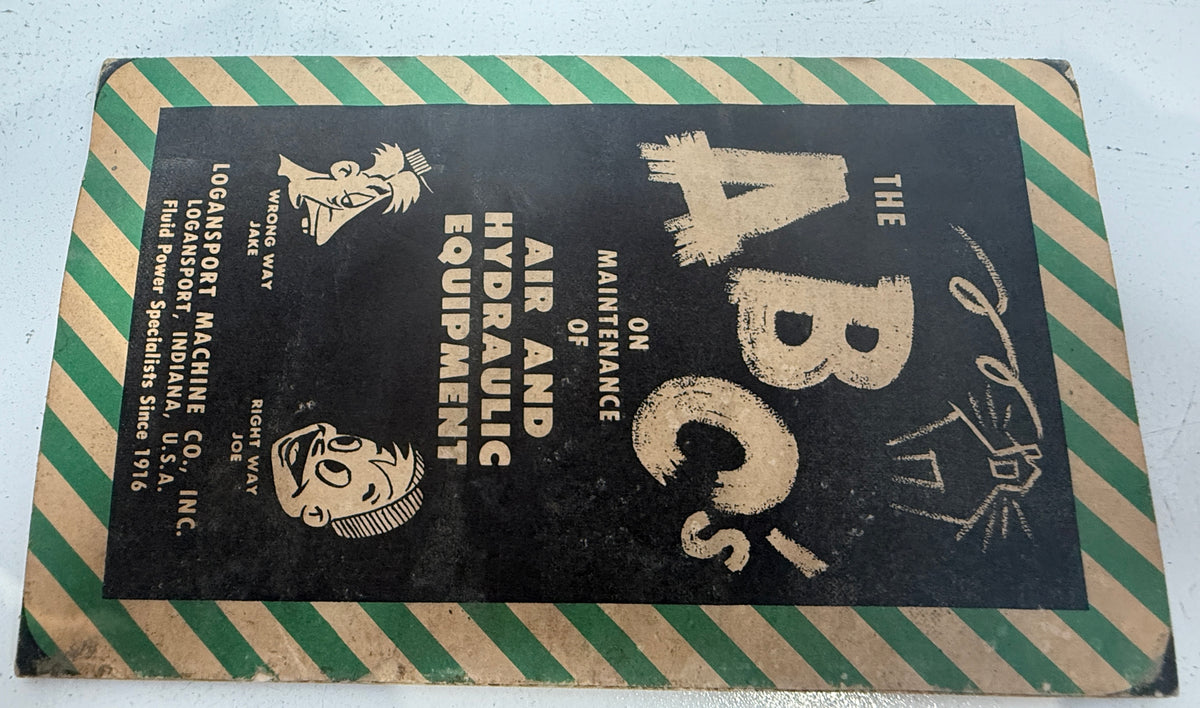 THE
ABC's
ON
MAINTENANCE
OF
AIR AND
HYDRAULIC
EQUIPMENT
WRONG WAY
JAKE
RIGHT WAY
JOE
LOGANSPORT MACHINE CO., INC.
LOGANSPORT, INDIANA, U.S.A.
Fluid Power Specialists Since 1916